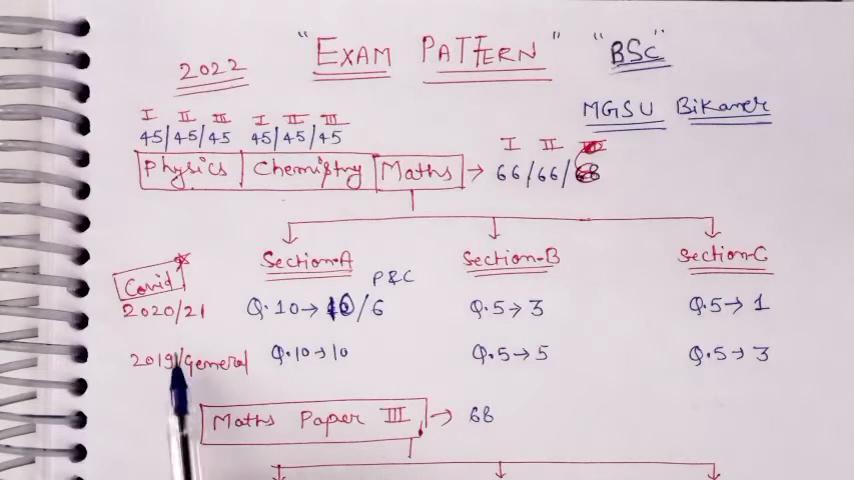 "EXAM PATTERN" "BSC"
2022
MGSU Bikaner
I II III I II III
45/45/45 45/45/45
I II
Physics Chemistry Maths → 66/66/68
Section-A Section-B Section-C
Covid * P&C
2020/21 Q.10→10/6 Q.5→3 Q.5→1
2019/General Q.10→10 Q.5→5 Q.5→3
Maths Paper III → 68